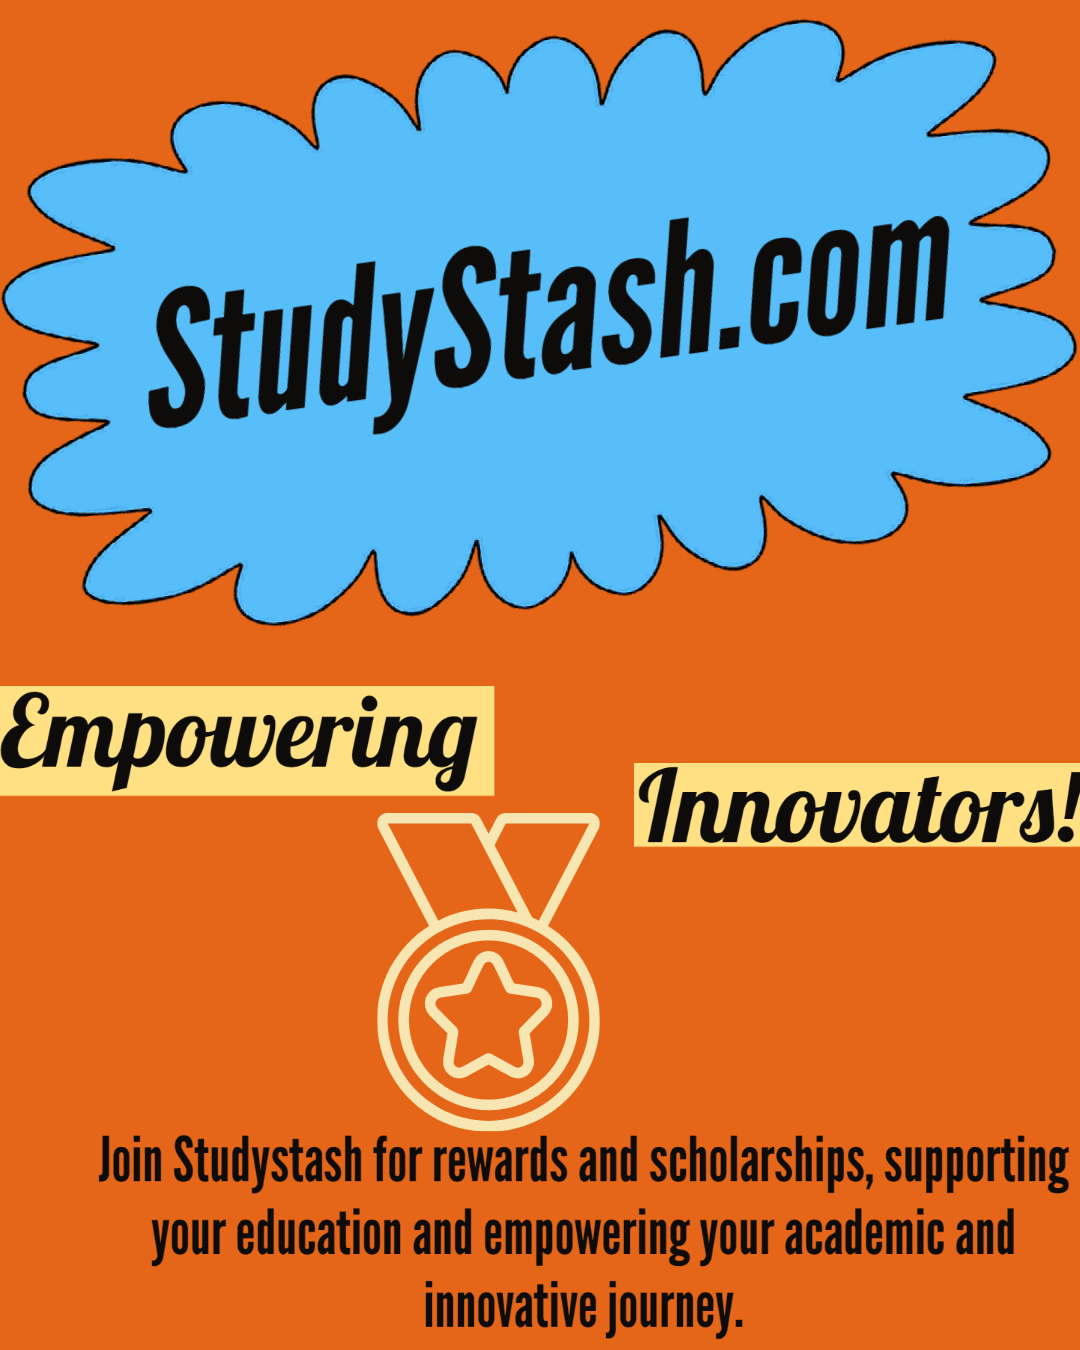 StudyStash.com
Empowering
Innovators!
Join Studystash for rewards and scholarships, supporting
your education and empowering your academic and
innovative journey.